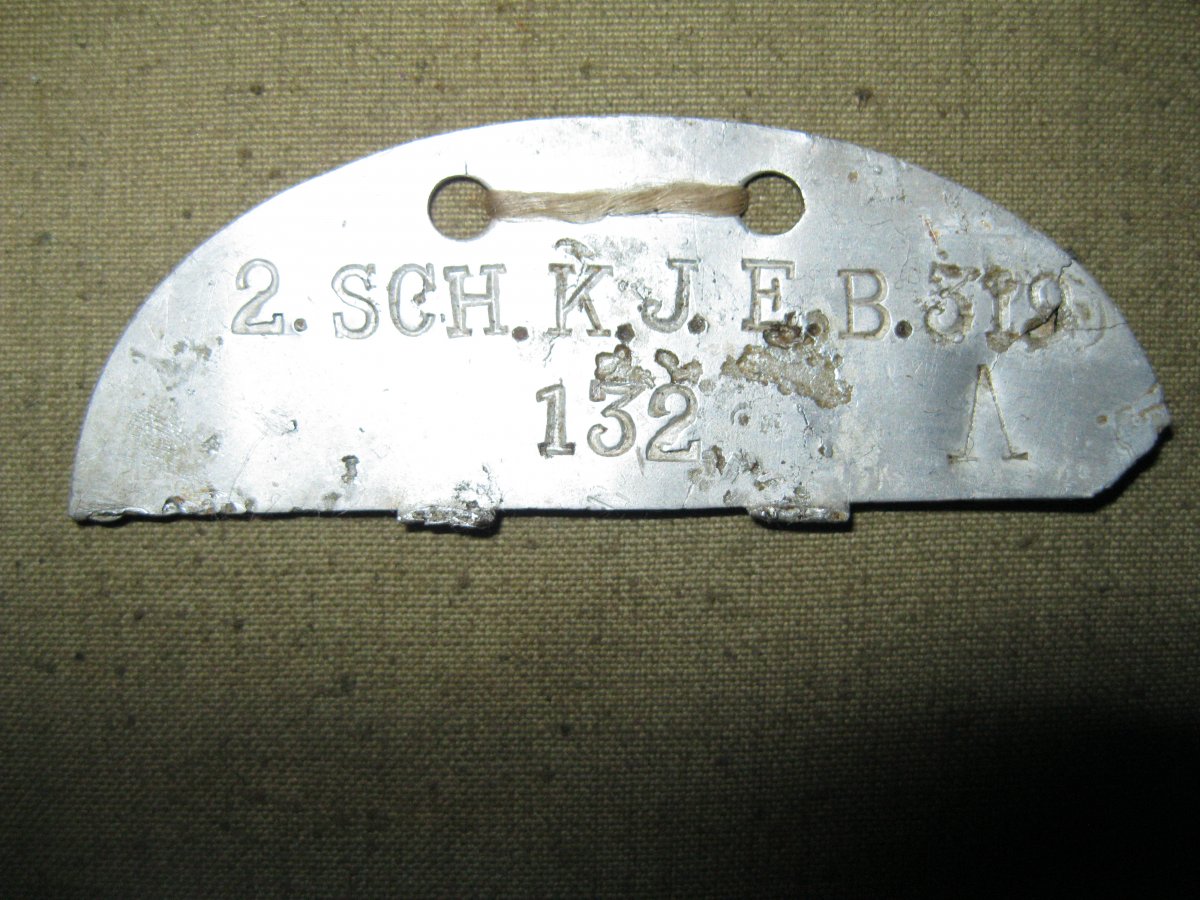 2. SCH. K. J. E. B. 319
132 A